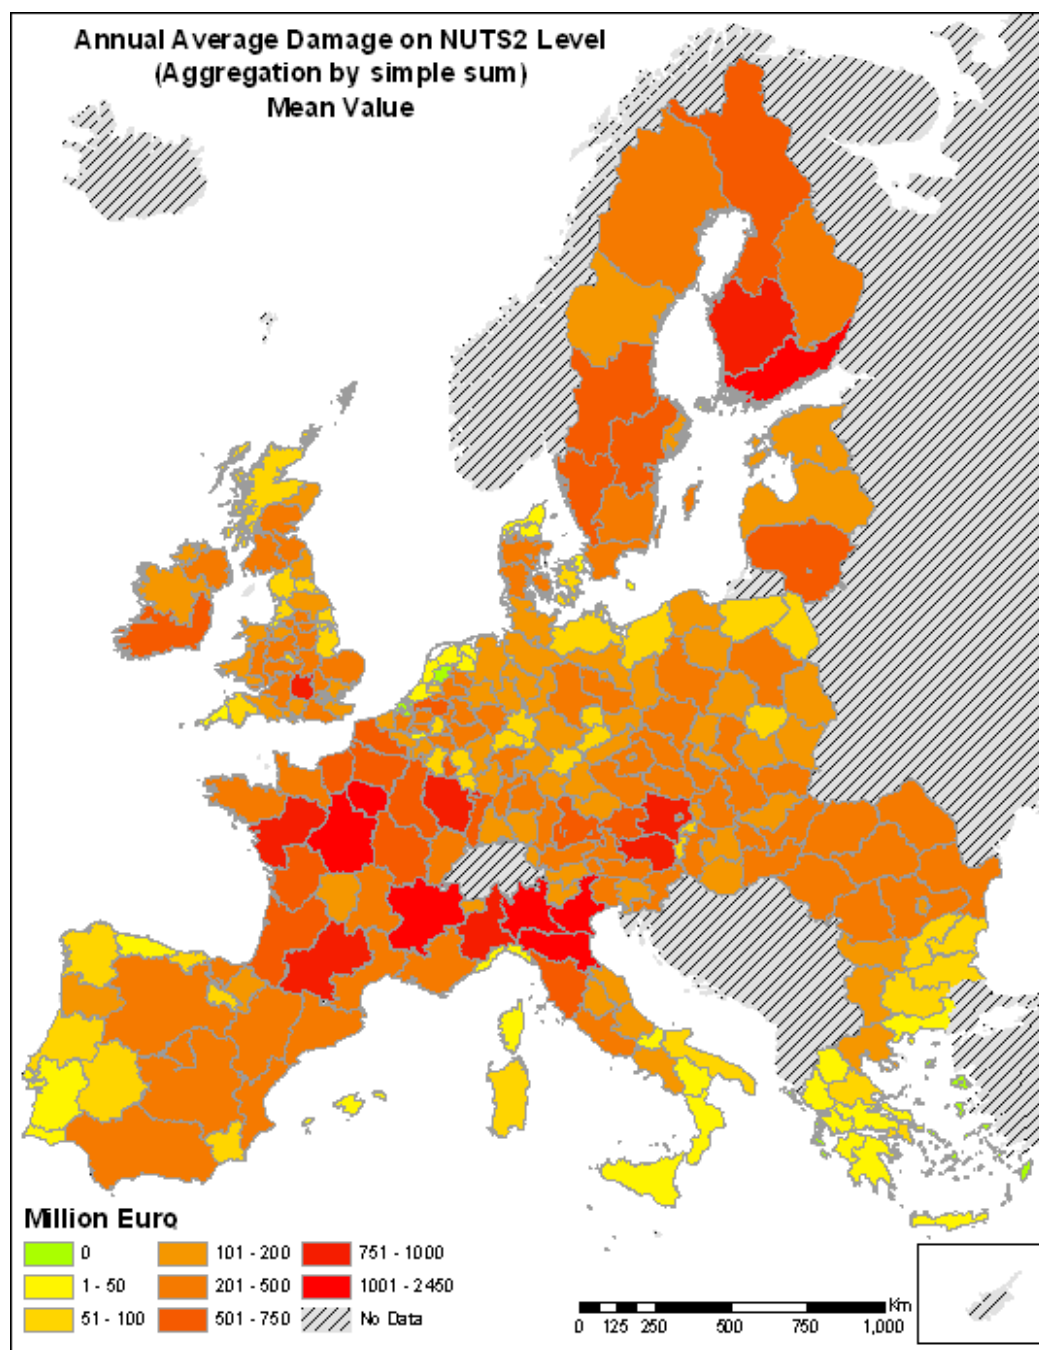 Annual Average Damage on NUTS2 Level
(Aggregation by simple sum)
Mean Value
Million Euro
0
1 - 50
51 - 100
101 - 200
201 - 500
501 - 750
751 - 1000
1001 - 2450
No Data
Km
0 125 250 500 750 1,000